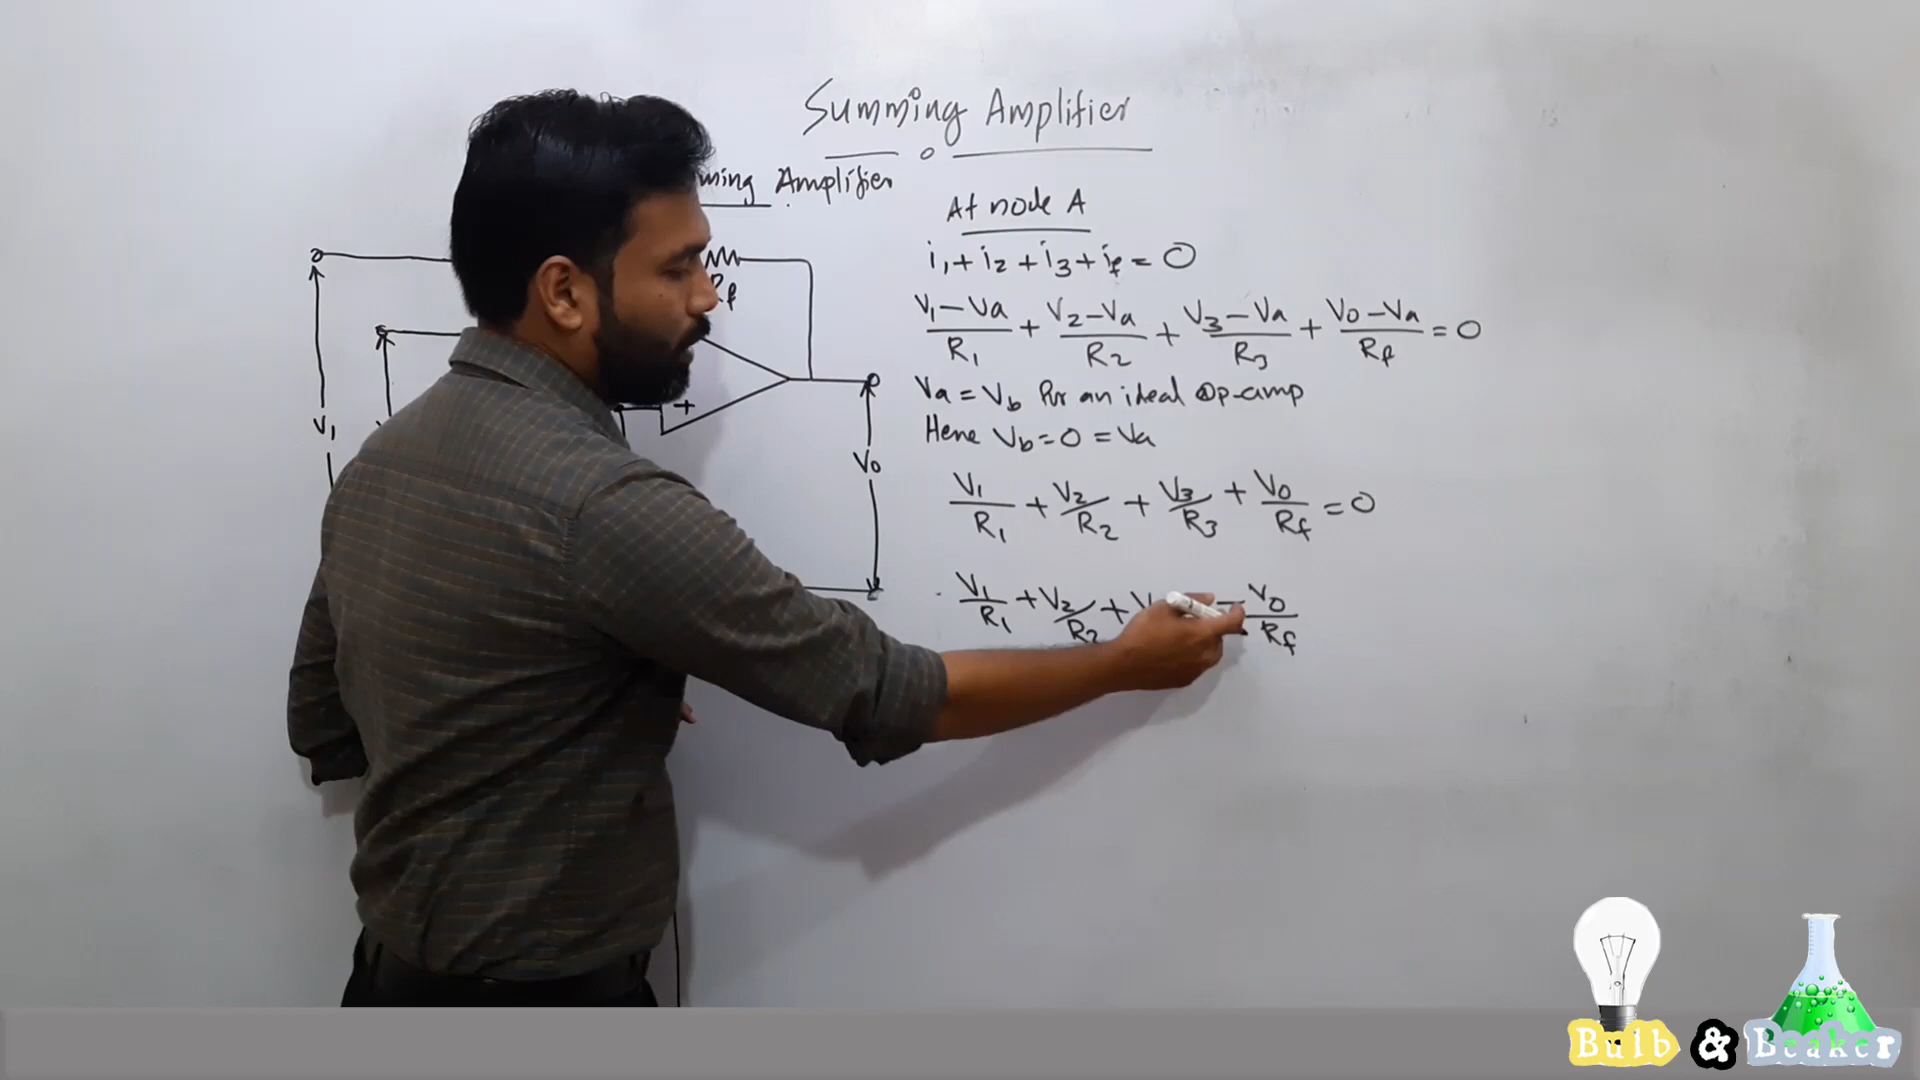 Summing Amplifier
Amplifier
At node A
i1 + i2 + i3 + if = 0
V1 - Va / R1 + V2 - Va / R2 + V3 - Va / R3 + V0 - Va / Rf = 0
Va = Vb for an ideal Op-amp
Here Vb = 0 = Va
V1 / R1 + V2 / R2 + V3 / R3 + V0 / Rf = 0
V1 / R1 + V2 / R2 + V0 / Rf
Rf
+
V1
V0
Bulb & Beaker